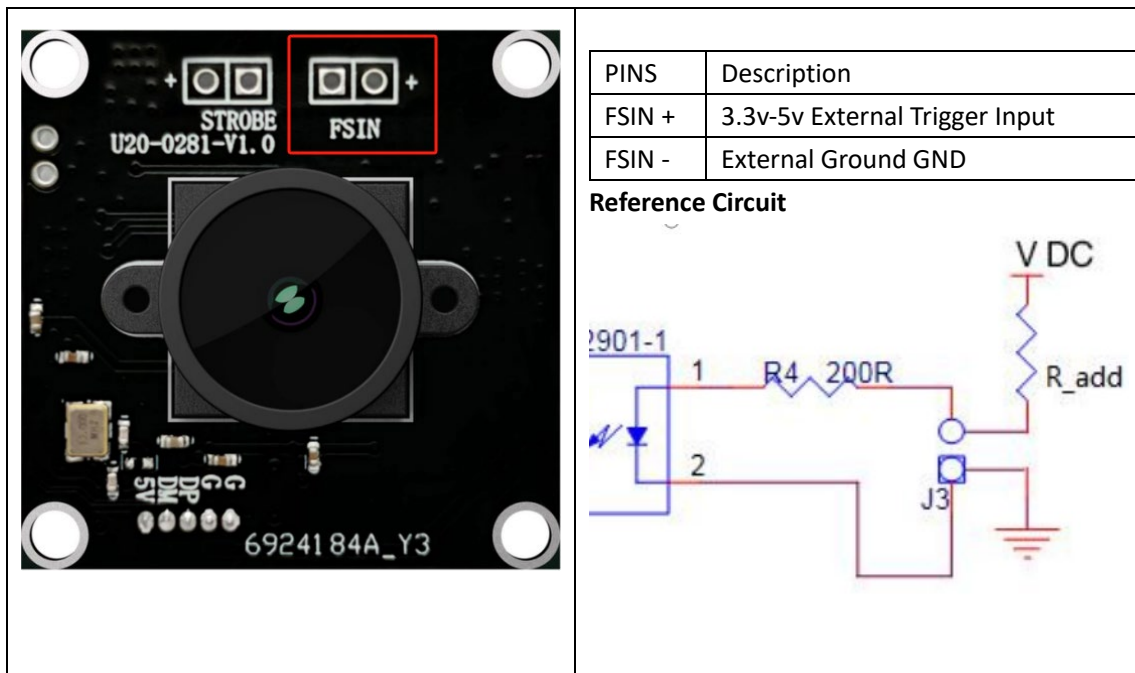 +
STROBE
U20-0281-V1.0
+
FSIN
5V
DM
DP
G
G
6924184A_Y3
PINS Description
FSIN + 3.3v-5v External Trigger Input
FSIN - External Ground GND
Reference Circuit
V DC
2901-1
1 R4 200R
R_add
2
J3